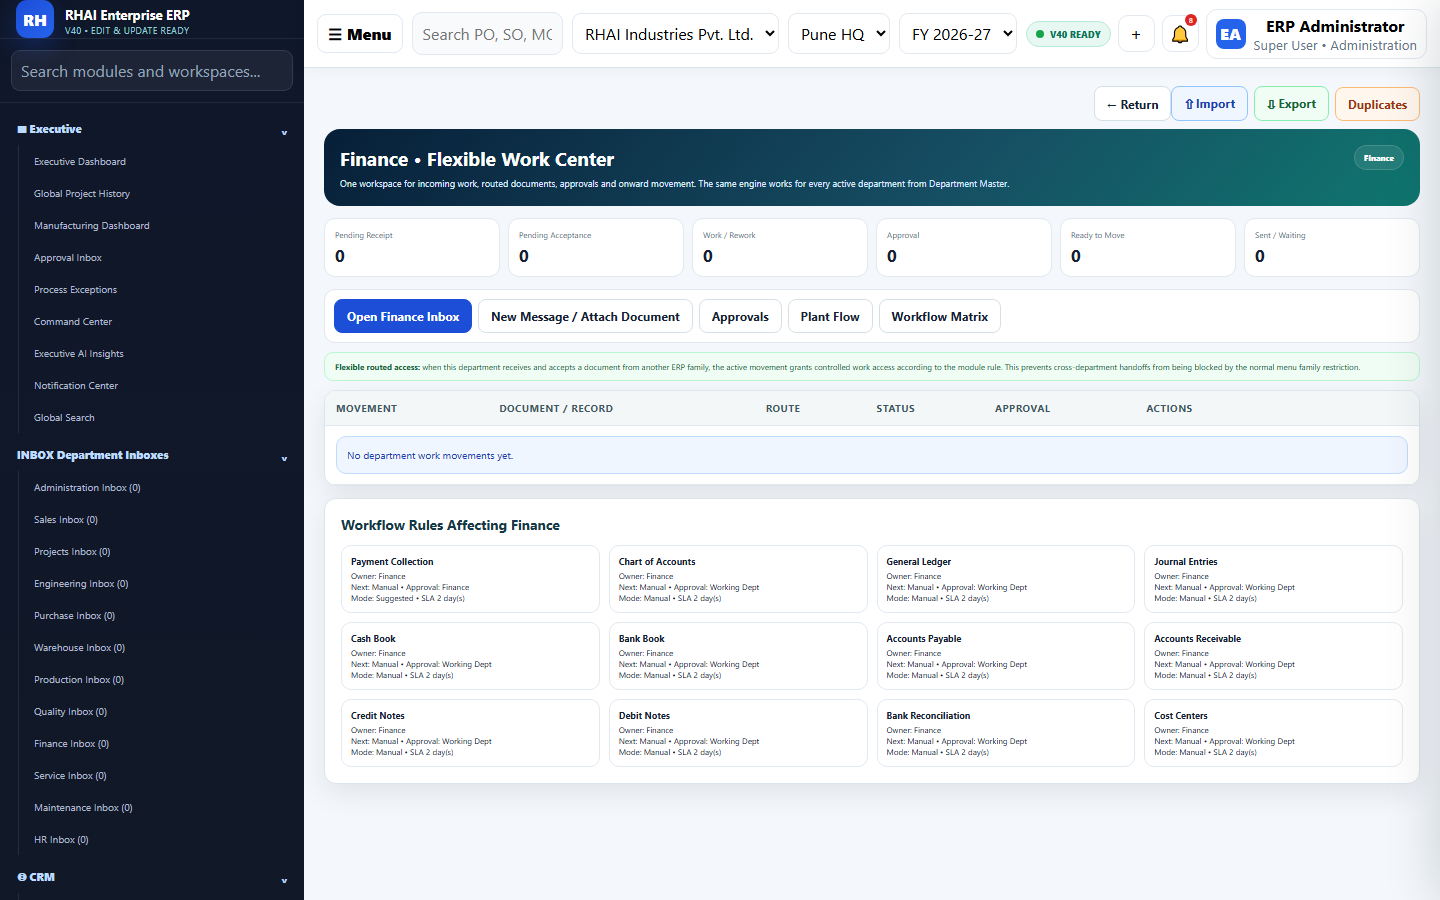 RH
RHAI Enterprise ERP
V40 • EDIT & UPDATE READY
Search modules and workspaces...
Executive
Executive Dashboard
Global Project History
Manufacturing Dashboard
Approval Inbox
Process Exceptions
Command Center
Executive AI Insights
Notification Center
Global Search
INBOX Department Inboxes
Administration Inbox (0)
Sales Inbox (0)
Projects Inbox (0)
Engineering Inbox (0)
Purchase Inbox (0)
Warehouse Inbox (0)
Production Inbox (0)
Quality Inbox (0)
Finance Inbox (0)
Service Inbox (0)
Maintenance Inbox (0)
HR Inbox (0)
CRM
☰ Menu
Search PO, SO, MO
RHAI Industries Pvt. Ltd.
Pune HQ
FY 2026-27
V40 READY
+
8
EA
ERP Administrator
Super User • Administration
← Return
⇧ Import
⇩ Export
Duplicates
Finance • Flexible Work Center
One workspace for incoming work, routed documents, approvals and onward movement. The same engine works for every active department from Department Master.
Finance
Pending Receipt
0
Pending Acceptance
0
Work / Rework
0
Approval
0
Ready to Move
0
Sent / Waiting
0
Open Finance Inbox
New Message / Attach Document
Approvals
Plant Flow
Workflow Matrix
Flexible routed access: when this department receives and accepts a document from another ERP family, the active movement grants controlled work access according to the module rule. This prevents cross-department handoffs from being blocked by the normal menu family restriction.
MOVEMENT DOCUMENT / RECORD ROUTE STATUS APPROVAL ACTIONS
No department work movements yet.
Workflow Rules Affecting Finance
Payment Collection
Owner: Finance
Next: Manual • Approval: Finance
Mode: Suggested • SLA 2 day(s)
Chart of Accounts
Owner: Finance
Next: Manual • Approval: Working Dept
Mode: Manual • SLA 2 day(s)
General Ledger
Owner: Finance
Next: Manual • Approval: Working Dept
Mode: Manual • SLA 2 day(s)
Journal Entries
Owner: Finance
Next: Manual • Approval: Working Dept
Mode: Manual • SLA 2 day(s)
Cash Book
Owner: Finance
Next: Manual • Approval: Working Dept
Mode: Manual • SLA 2 day(s)
Bank Book
Owner: Finance
Next: Manual • Approval: Working Dept
Mode: Manual • SLA 2 day(s)
Accounts Payable
Owner: Finance
Next: Manual • Approval: Working Dept
Mode: Manual • SLA 2 day(s)
Accounts Receivable
Owner: Finance
Next: Manual • Approval: Working Dept
Mode: Manual • SLA 2 day(s)
Credit Notes
Owner: Finance
Next: Manual • Approval: Working Dept
Mode: Manual • SLA 2 day(s)
Debit Notes
Owner: Finance
Next: Manual • Approval: Working Dept
Mode: Manual • SLA 2 day(s)
Bank Reconciliation
Owner: Finance
Next: Manual • Approval: Working Dept
Mode: Manual • SLA 2 day(s)
Cost Centers
Owner: Finance
Next: Manual • Approval: Working Dept
Mode: Manual • SLA 2 day(s)